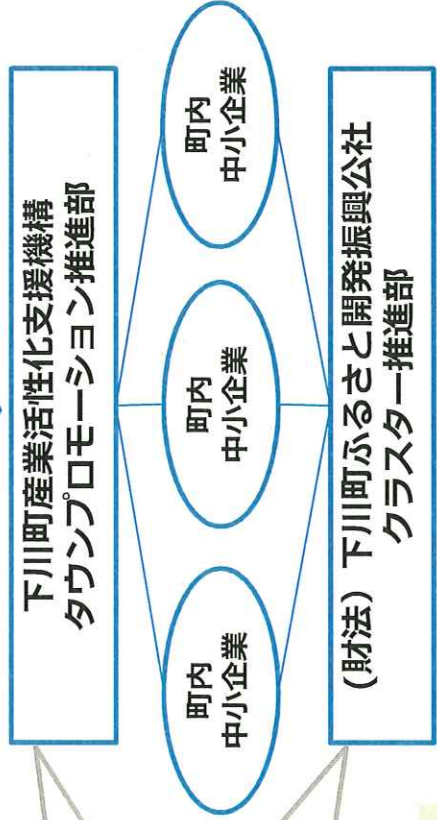 下川町産業活性化支援機構
タウンプロモーション推進部
町内
中小企業
町内
中小企業
町内
中小企業
(財法）下川町ふるさと開発振興公社
クラスター推進部